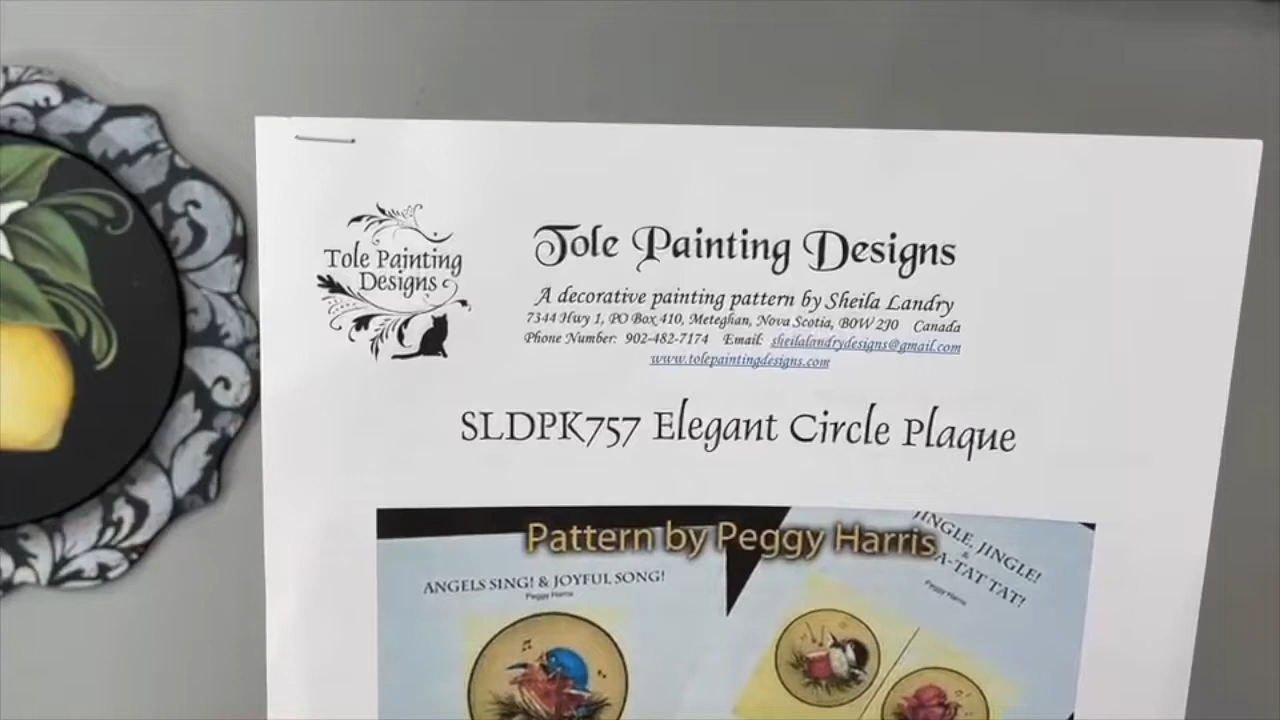 Tole Painting
Designs
Tole Painting Designs
A decorative painting pattern by Sheila Landry
7344 Hwy 1, PO Box 410, Meteghan, Nova Scotia, B0W 2J0 Canada
Phone Number: 902-482-7174 Email: sheilalandrydesigns@gmail.com
www.tolepaintingdesigns.com
SLDPK757 Elegant Circle Plaque
Pattern by Peggy Harris
ANGELS SING! & JOYFUL SONG!
Peggy Harris
JINGLE, JINGLE!
&
A-TAT TAT!
Peggy Harris